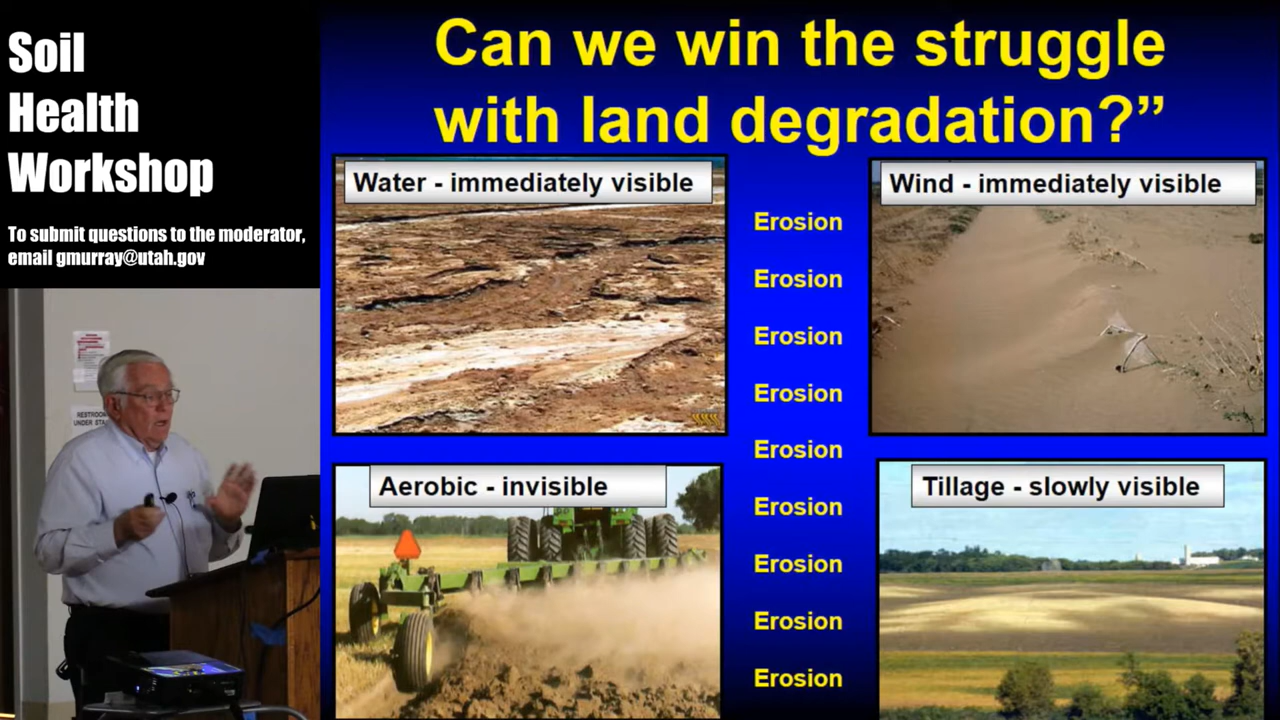 Soil
Health
Workshop
To submit questions to the moderator,
email gmurray@utah.gov
RESTROOM
UNDER
Can we win the struggle
with land degradation?”
Water - immediately visible
Wind - immediately visible
Erosion
Erosion
Erosion
Erosion
Erosion
Erosion
Erosion
Erosion
Erosion
Aerobic - invisible
Tillage - slowly visible